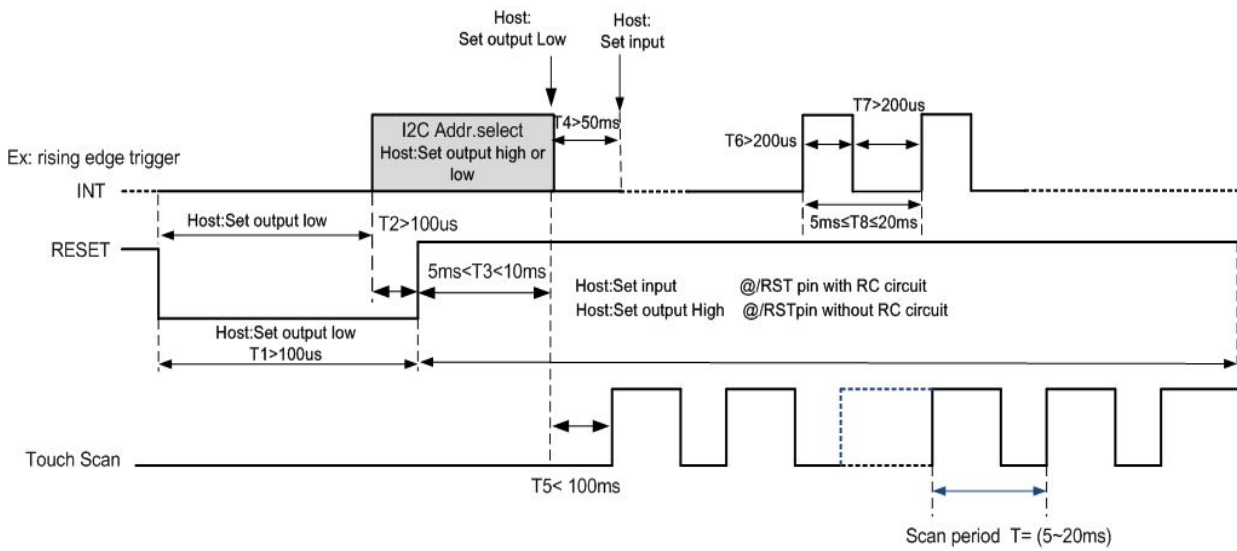 Host:
Set output Low
Host:
Set input
T7>200us
T4>50ms
I2C Addr.select
Host:Set output high or
low
T6>200us
Ex: rising edge trigger
INT
Host:Set output low
T2>100us
5ms≤T8≤20ms
RESET
5ms<T3<10ms
Host:Set input @/RST pin with RC circuit
Host:Set output High @/RSTpin without RC circuit
Host:Set output low
T1>100us
Touch Scan
T5< 100ms
Scan period T= (5~20ms)